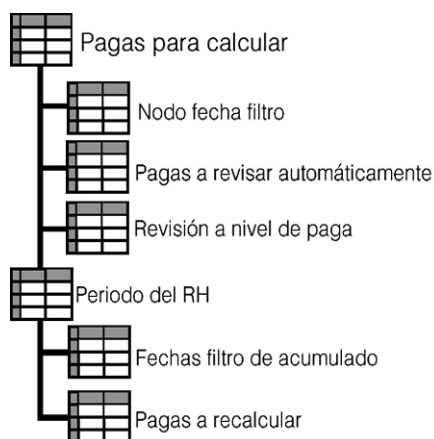 Pagas para calcular
Nodo fecha filtro
Pagas a revisar automáticamente
Revisión a nivel de paga
Periodo del RH
Fechas filtro de acumulado
Pagas a recalcular